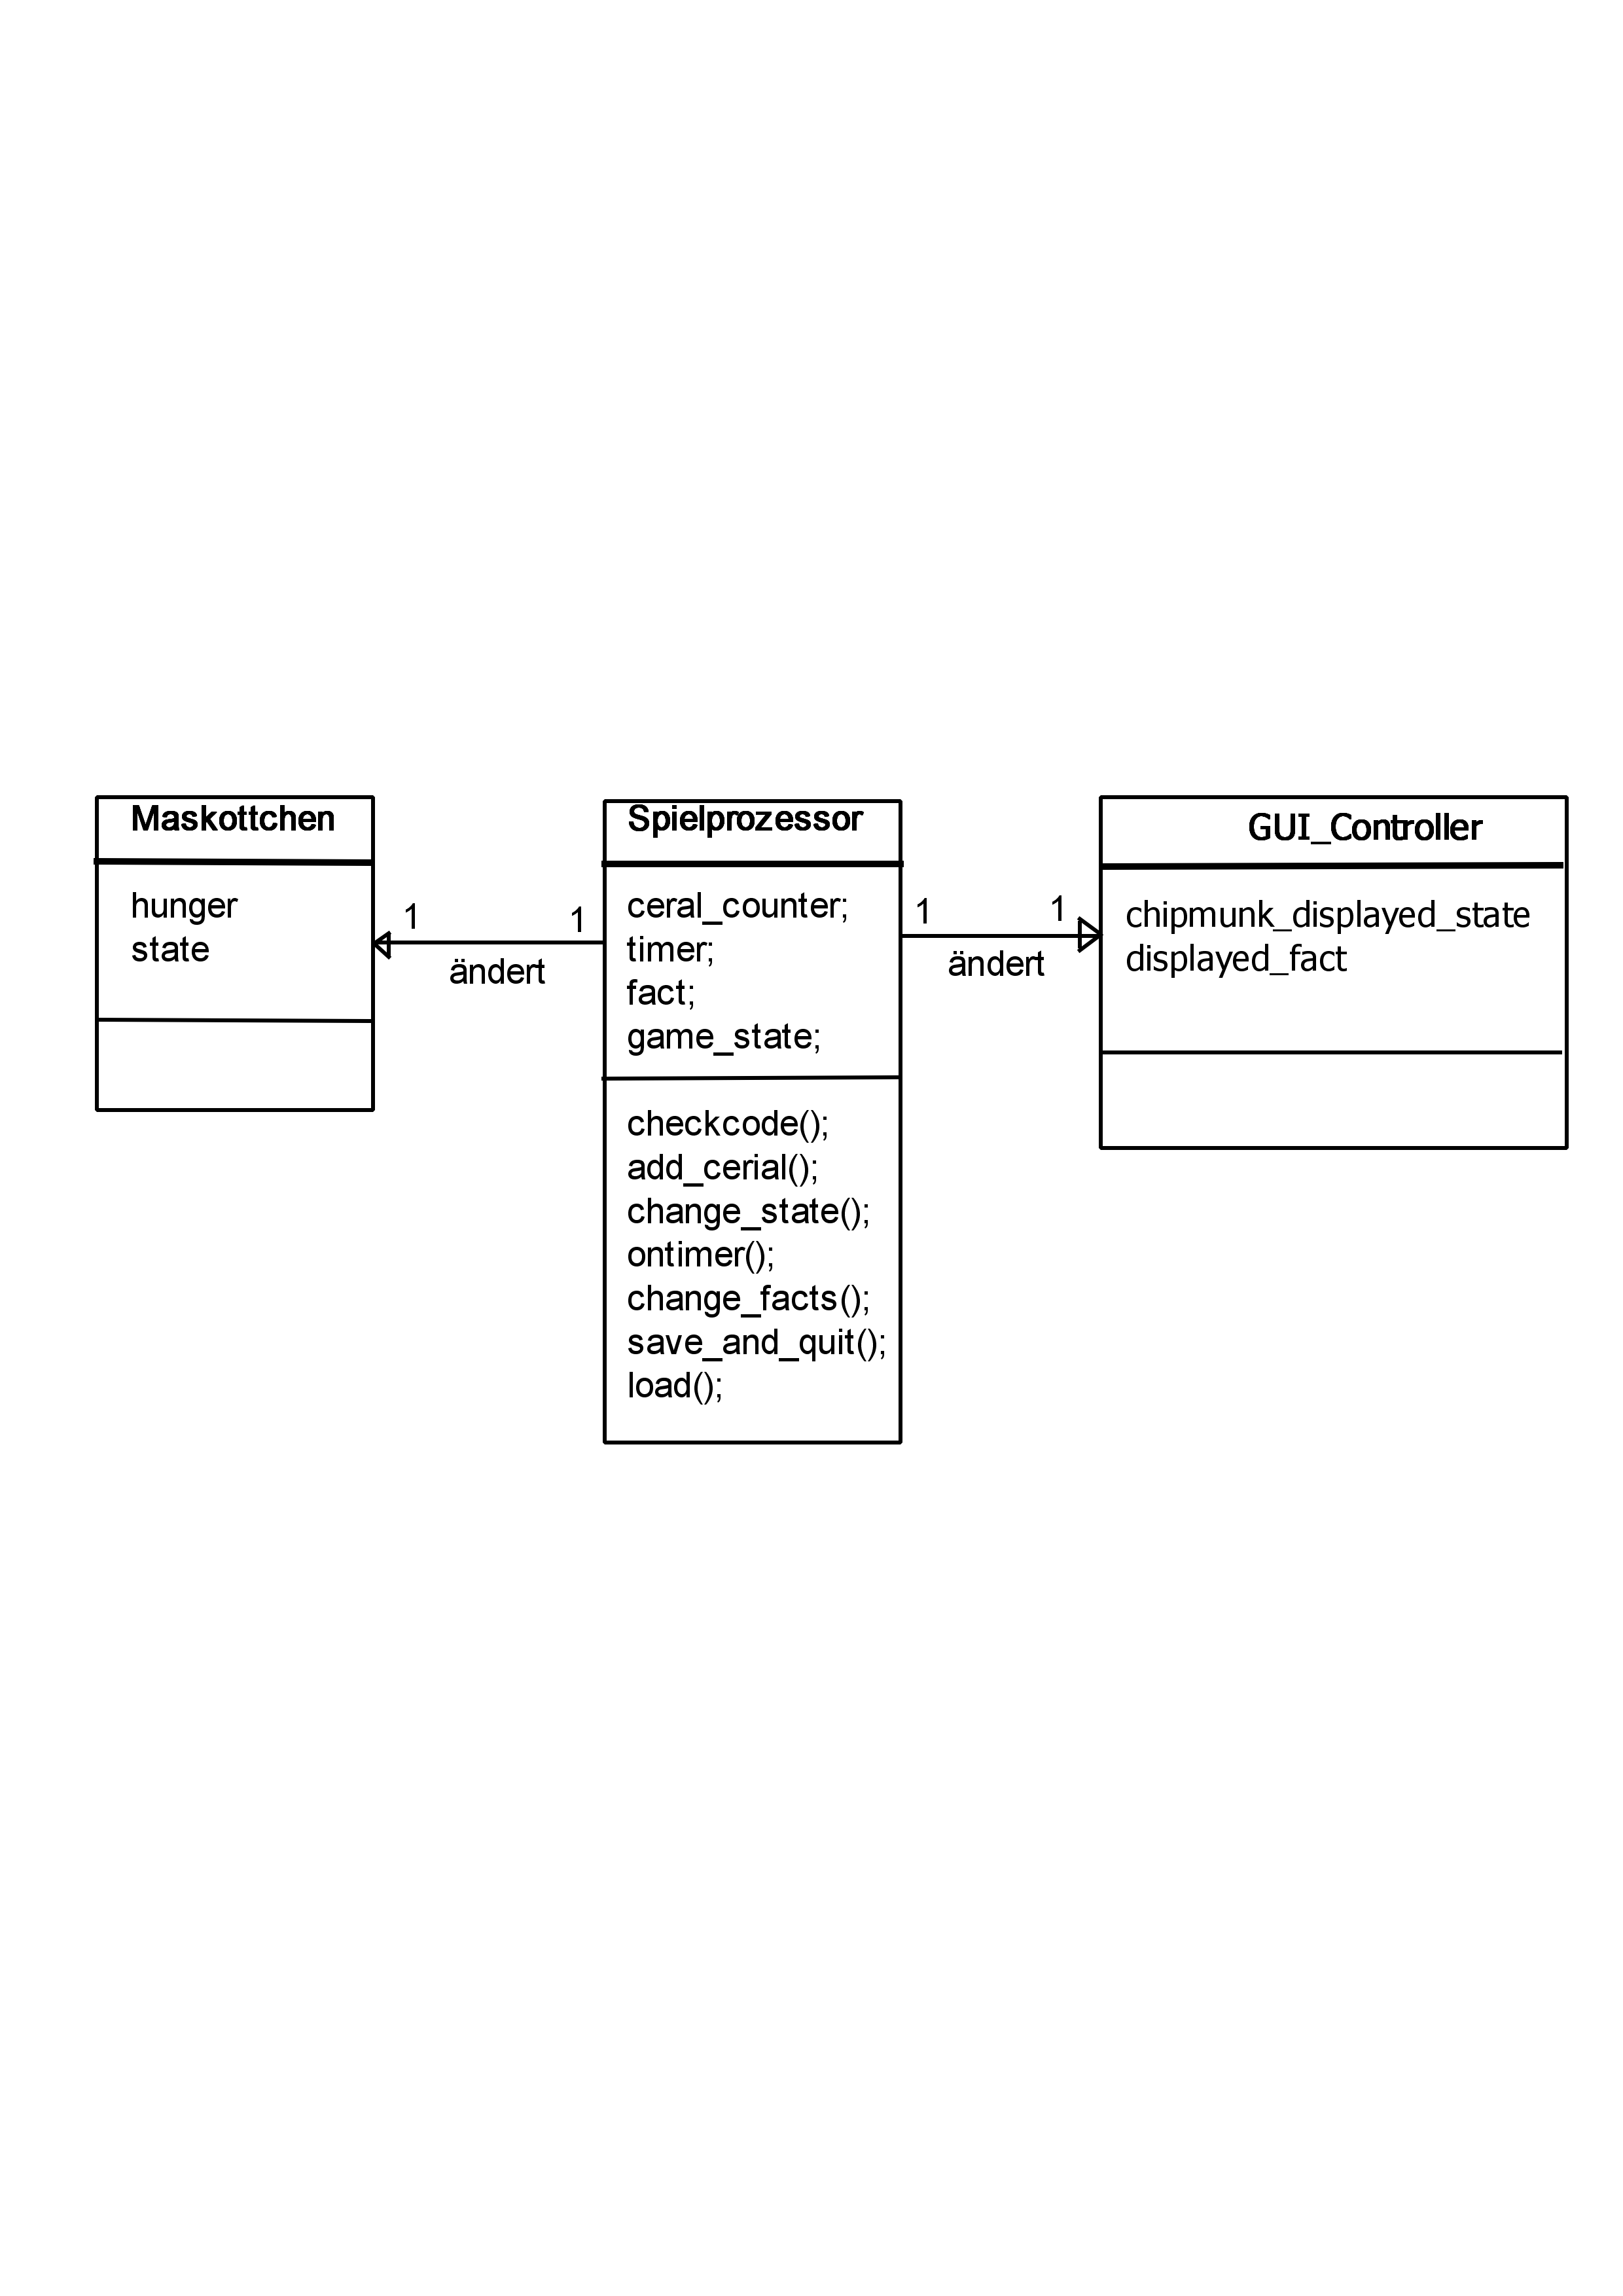 Maskottchen
hunger
state
1
1
ändert
Spielprozessor
ceral_counter;
timer;
fact;
game_state;
checkcode();
add_cerial();
change_state();
ontimer();
change_facts();
save_and_quit();
load();
1
1
ändert
GUI_Controller
chipmunk_displayed_state
displayed_fact